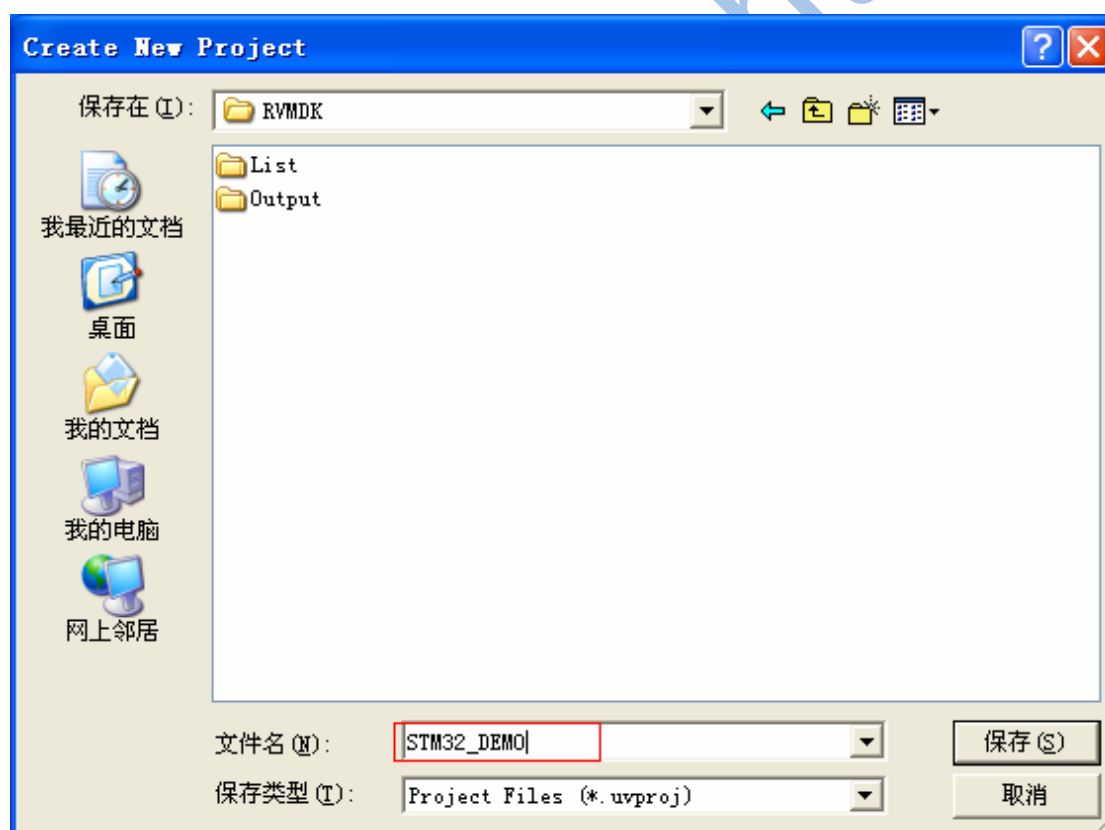 Create New Project
保存在(I):
RVMDK
List
Output
我最近的文档
桌面
我的文档
我的电脑
网上邻居
文件名(N):
STM32_DEMO
保存(S)
保存类型(T):
Project Files (*.uvproj)
取消